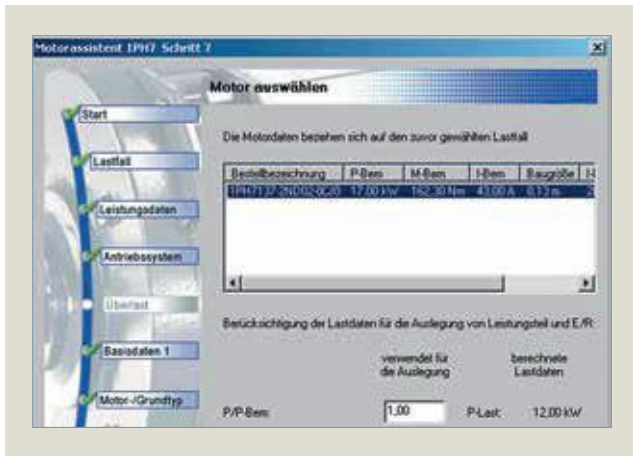 Motorassistent 1PH7 Schritt 7
Motor auswählen
Start
Lastfall
Leistungsdaten
Antriebssystem
Überlast
Basisdaten 1
Motor-/Grundtyp
Die Motordaten beziehen sich auf den zuvor gewählten Lastfall
Bestellbezeichnung P-Bem M-Bem I-Bem Baugröße
17,00 kW 162,30 Nm 43,00 A 0,13 m
Berücksichtigung der Lastdaten für die Auslegung von Leistungsteil und E/R:
verwendet für die Auslegung
berechnete Lastdaten
P/P-Bem: 1,00 P-Last: 12,00 kW